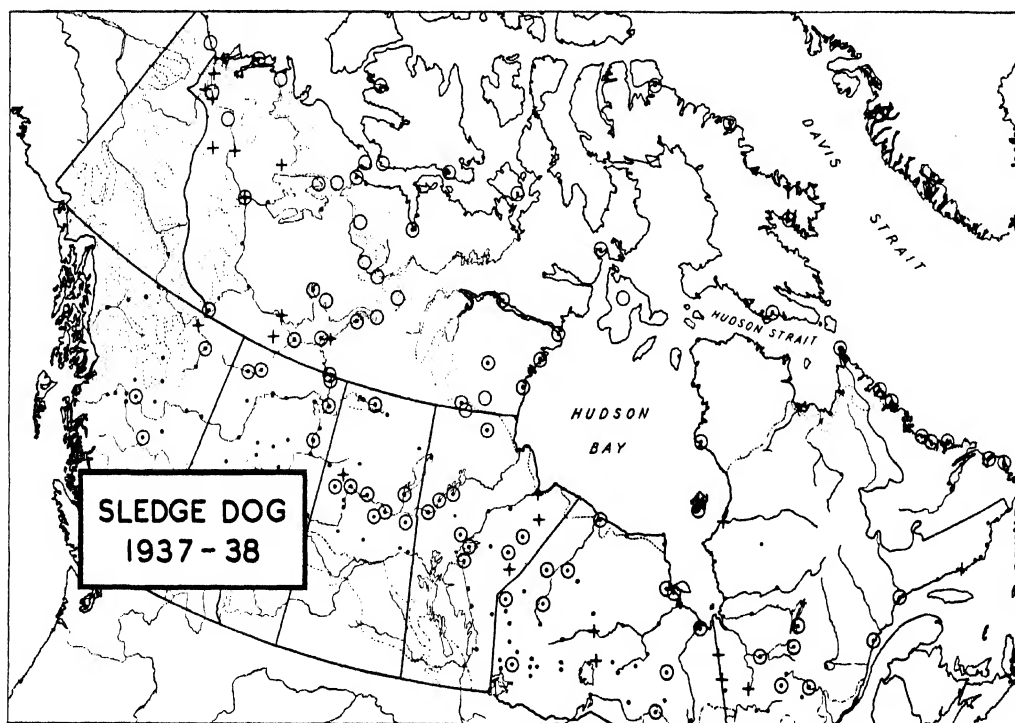 DAVIS
STRAIT
HUDSON STRAIT
HUDSON
BAY
SLEDGE DOG
1937-38